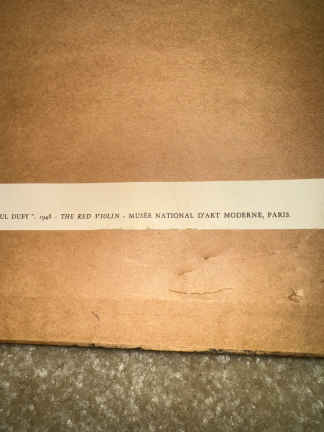 UL DUFY". 1948 - THE RED VIOLIN - MUSÉE NATIONAL D'ART MODERNE, PARIS.